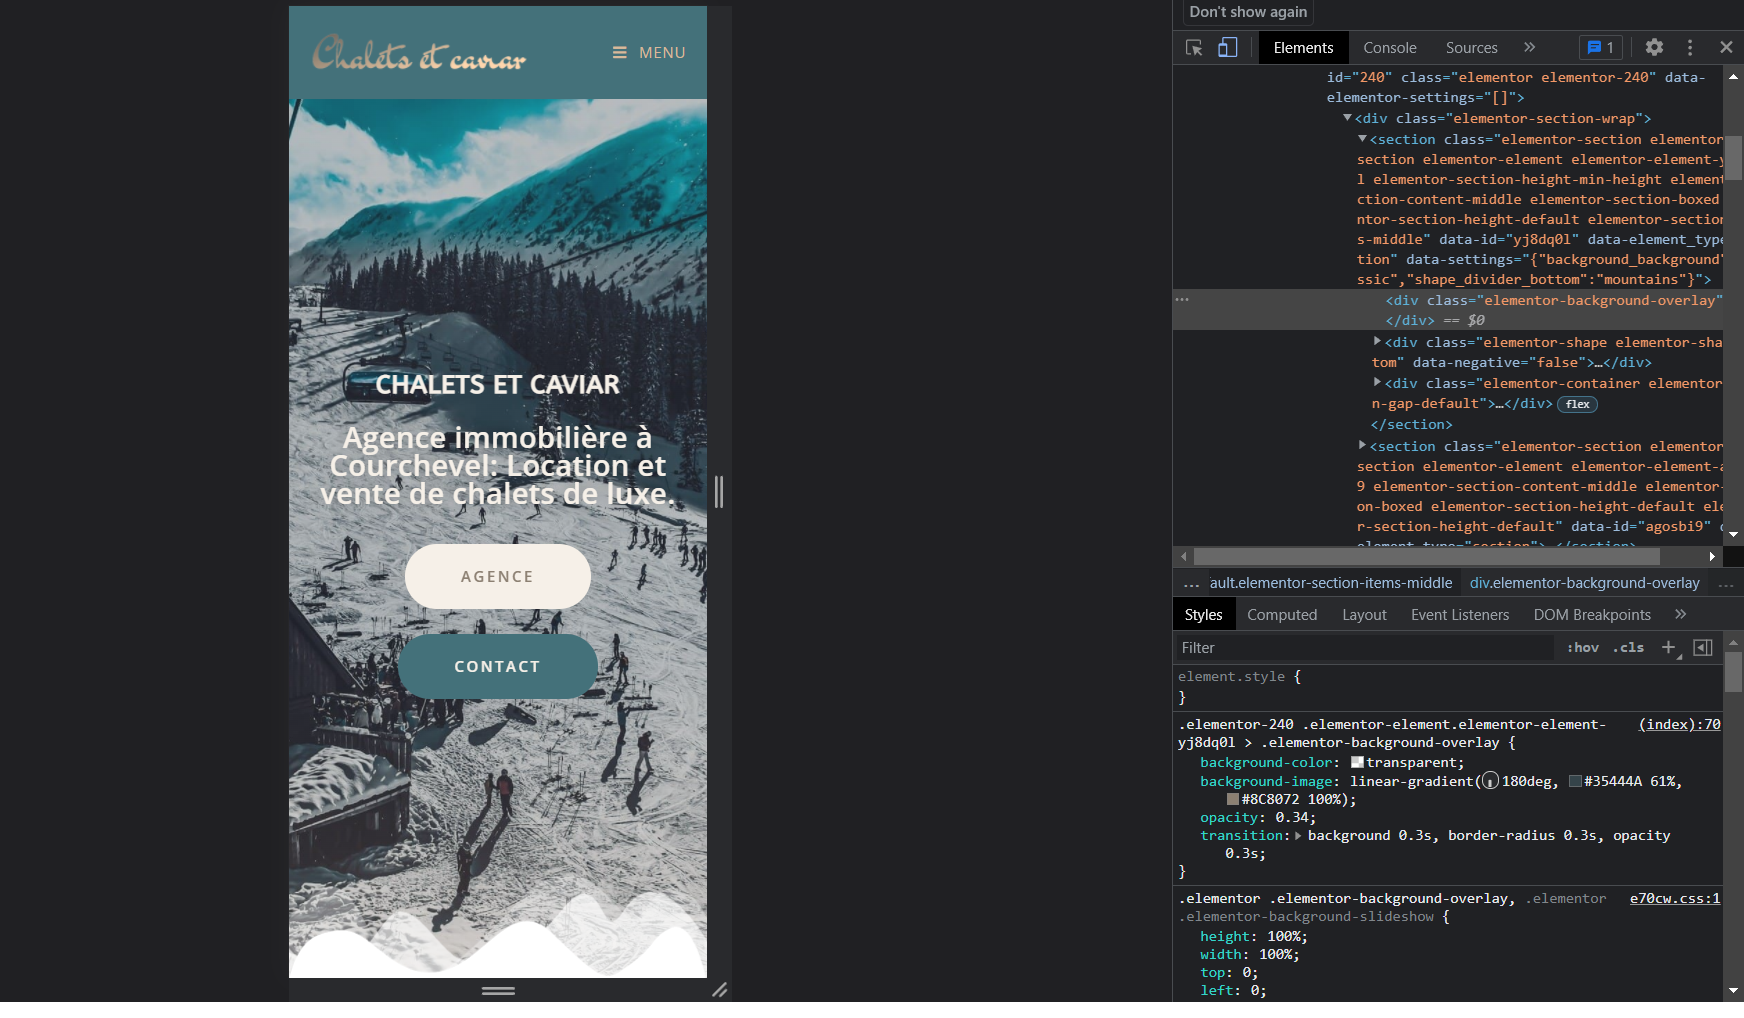 Chalets et caviar
MENU
CHALETS ET CAVIAR
Agence immobilière à
Courchevel: Location et
vente de chalets de luxe.
AGENCE
CONTACT
Don't show again
Elements Console Sources » 1
id="240" class="elementor elementor-240" data-
elementor-settings="[]">
<div class="elementor-section-wrap">
<section class="elementor-section elementor
section elementor-element elementor-element-y
l elementor-section-height-min-height element
ction-content-middle elementor-section-boxed
ntor-section-height-default elementor-section
s-middle" data-id="yj8dq0l" data-element_type
tion" data-settings="{"background_background"
ssic","shape_divider_bottom":"mountains"}">
... <div class="elementor-background-overlay"
</div> == $0
<div class="elementor-shape elementor-sha
tom" data-negative="false">…</div>
<div class="elementor-container elementor
n-gap-default">…</div> flex
</section>
<section class="elementor-section elementor
section elementor-element elementor-element-a
9 elementor-section-content-middle elementor-
on-boxed elementor-section-height-default ele
r-section-height-default" data-id="agosbi9" d
element_type="section">…</section>
... ault.elementor-section-items-middle div.elementor-background-overlay ...
Styles Computed Layout Event Listeners DOM Breakpoints »
Filter :hov .cls +
element.style {
}
.elementor-240 .elementor-element.elementor-element- (index):70
yj8dq0l > .elementor-background-overlay {
background-color: transparent;
background-image: linear-gradient(180deg, #35444A 61%,
#8C8072 100%);
opacity: 0.34;
transition: background 0.3s, border-radius 0.3s, opacity
0.3s;
}
.elementor .elementor-background-overlay, .elementor e70cw.css:1
.elementor-background-slideshow {
height: 100%;
width: 100%;
top: 0;
left: 0;